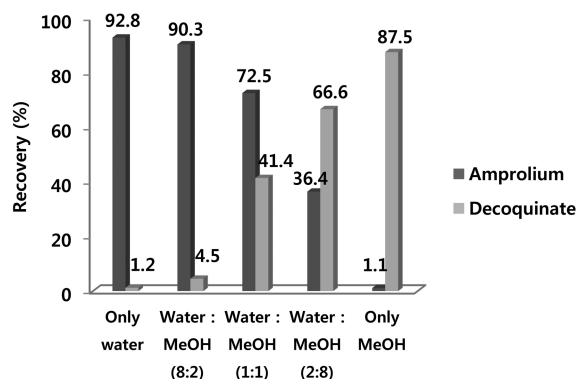 Recovery (%)
100
80
60
40
20
0
92.8
1.2
90.3
4.5
72.5
41.4
36.4
66.6
1.1
87.5
Only
water
Water :
MeOH
(8:2)
Water :
MeOH
(1:1)
Water :
MeOH
(2:8)
Only
MeOH
Amprolium
Decoquinate